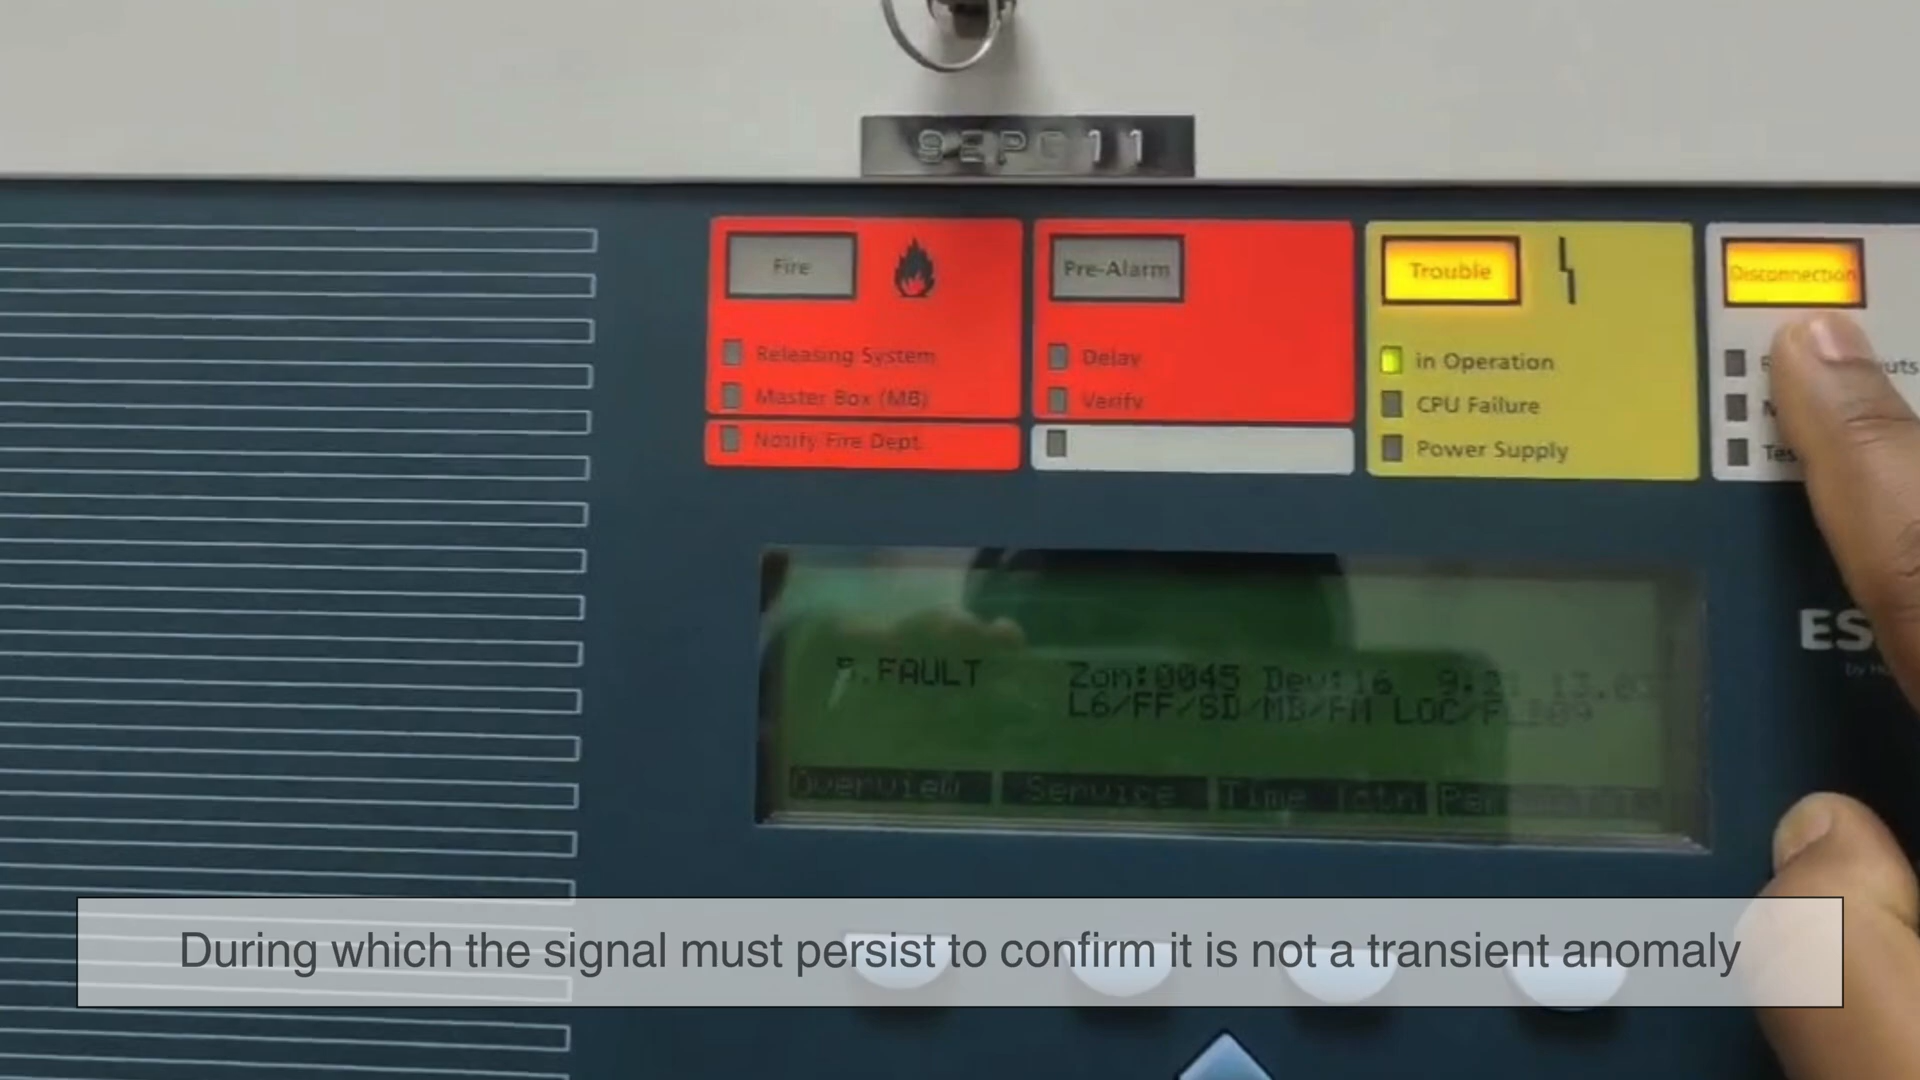 Fire
Pre-Alarm
Trouble
Disconnection
Releasing System
Master Box (MB)
Notify Fire Dept.
Delay
Verify
in Operation
CPU Failure
Power Supply
ES
.FAULT Zon:0045 Dev:16
L6/FF/SD/MB/FM LOC/
Overview Service Time
During which the signal must persist to confirm it is not a transient anomaly